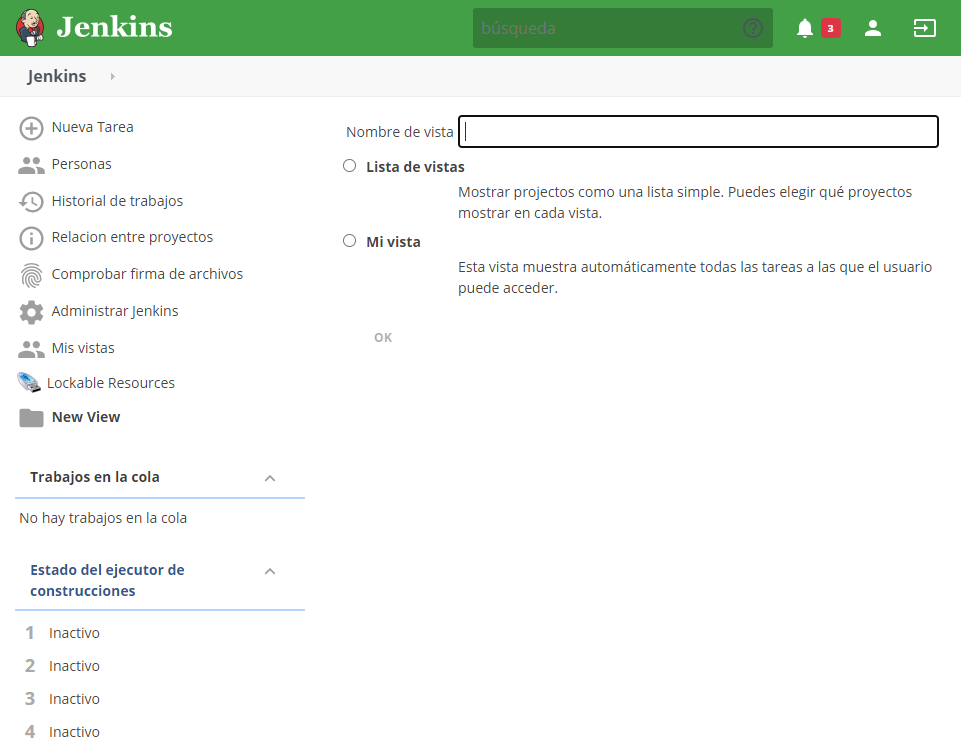 Jenkins
búsqueda
3
Jenkins
Nueva Tarea
Personas
Historial de trabajos
Relacion entre proyectos
Comprobar firma de archivos
Administrar Jenkins
Mis vistas
Lockable Resources
New View
Trabajos en la cola
No hay trabajos en la cola
Estado del ejecutor de
construcciones
1 Inactivo
2 Inactivo
3 Inactivo
4 Inactivo
Nombre de vista
Lista de vistas
Mostrar projectos como una lista simple. Puedes elegir qué proyectos
mostrar en cada vista.
Mi vista
Esta vista muestra automáticamente todas las tareas a las que el usuario
puede acceder.
OK